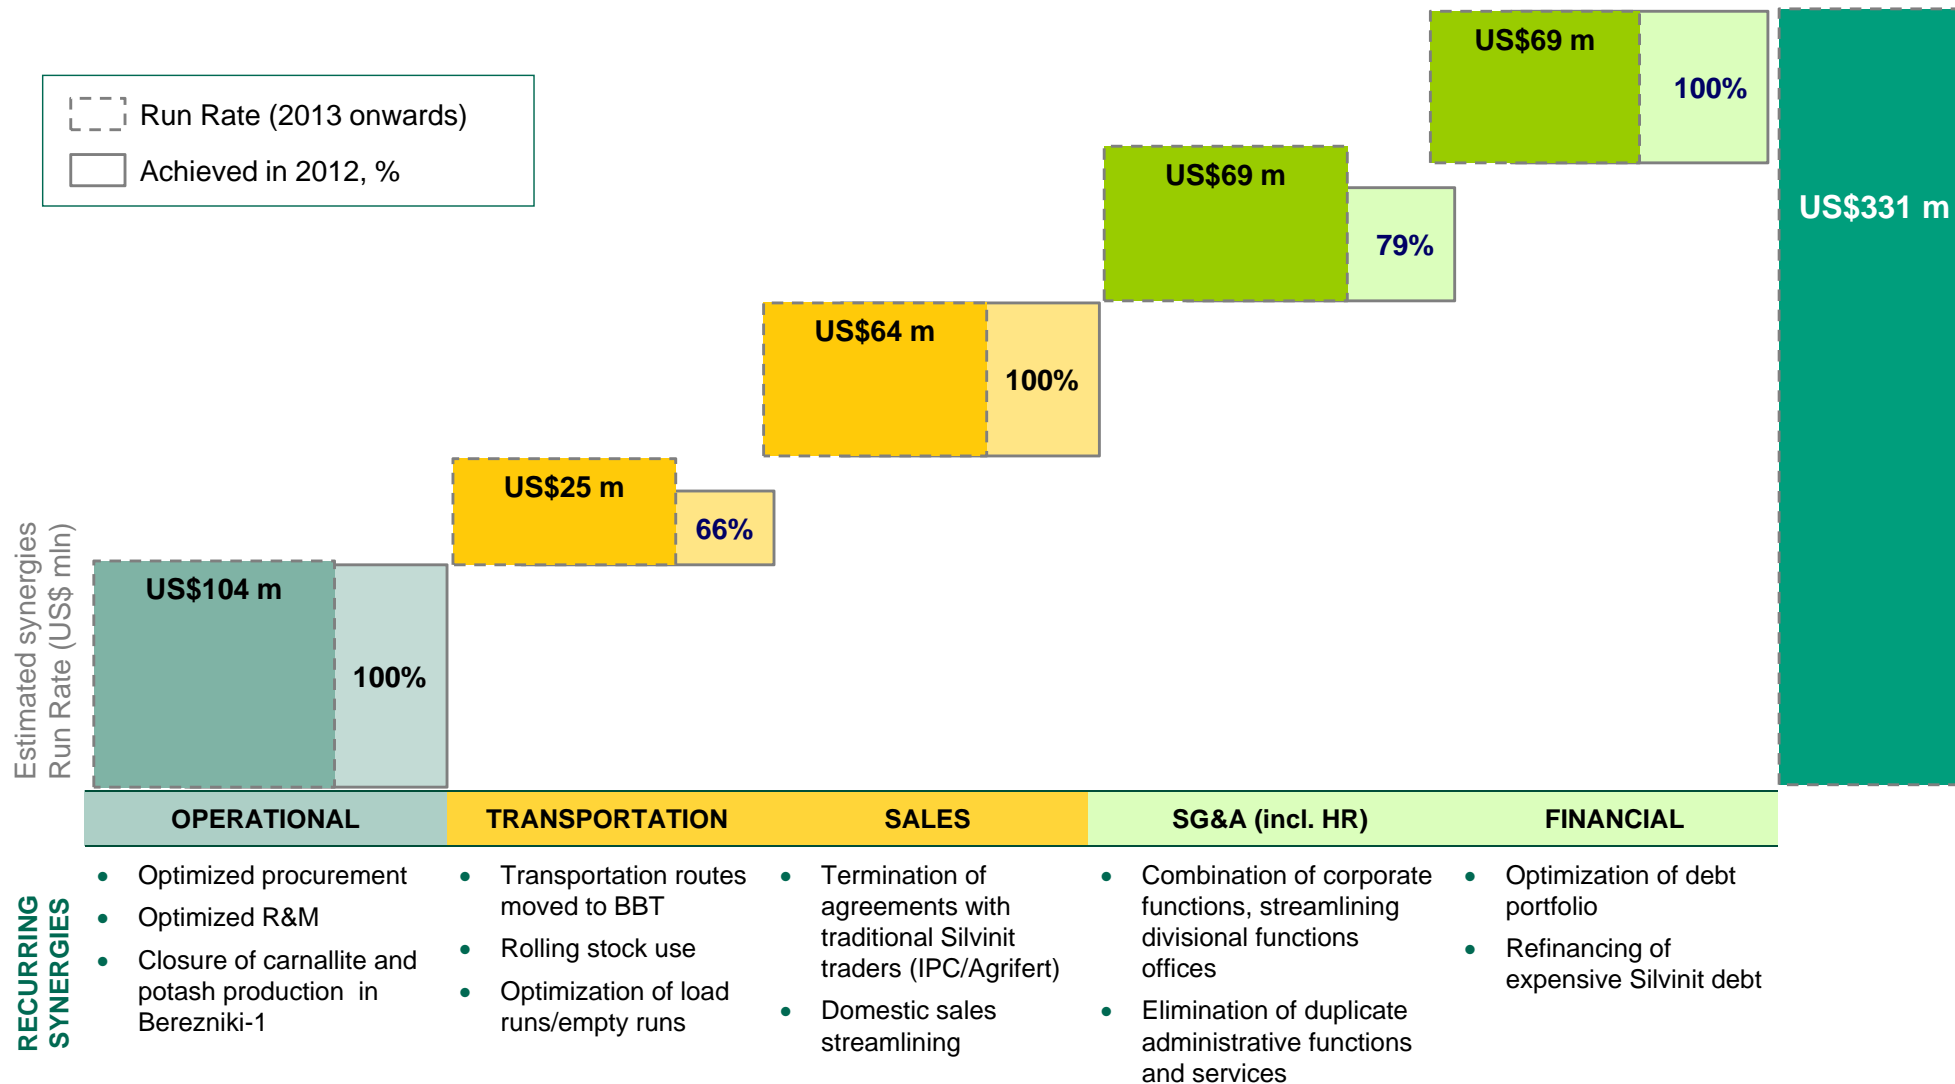 Run Rate (2013 onwards)
Achieved in 2012, %
Estimated synergies
Run Rate (US$ mln)
US$104 m
100%
US$25 m
66%
US$64 m
100%
US$69 m
79%
US$69 m
100%
US$331 m
OPERATIONAL
TRANSPORTATION
SALES
SG&A (incl. HR)
FINANCIAL
RECURRING
SYNERGIES
• Optimized procurement
• Optimized R&M
• Closure of carnallite and
potash production in
Berezniki-1
• Transportation routes
moved to BBT
• Rolling stock use
• Optimization of load
runs/empty runs
• Termination of
agreements with
traditional Silvinit
traders (IPC/Agrifert)
• Domestic sales
streamlining
• Combination of corporate
functions, streamlining
divisional functions
offices
• Elimination of duplicate
administrative functions
and services
• Optimization of debt
portfolio
• Refinancing of
expensive Silvinit debt